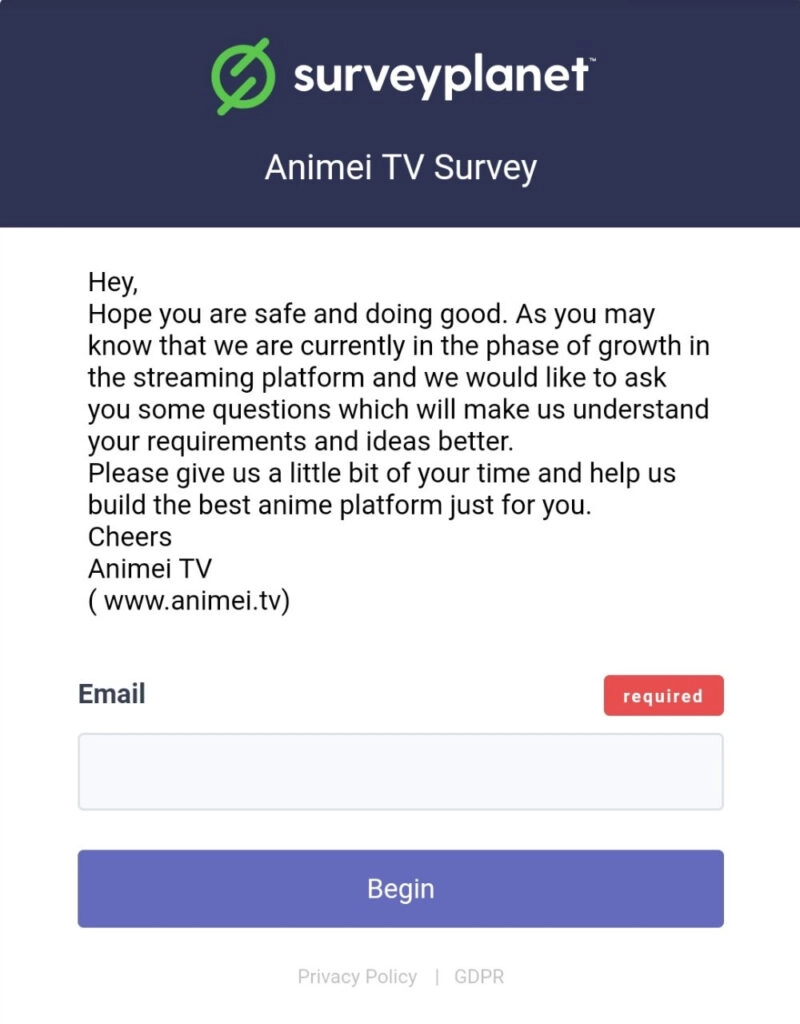 surveyplanet™
Animei TV Survey
Hey,
Hope you are safe and doing good. As you may
know that we are currently in the phase of growth in
the streaming platform and we would like to ask
you some questions which will make us understand
your requirements and ideas better.
Please give us a little bit of your time and help us
build the best anime platform just for you.
Cheers
Animei TV
( www.animei.tv)
Email required
Begin
Privacy Policy | GDPR